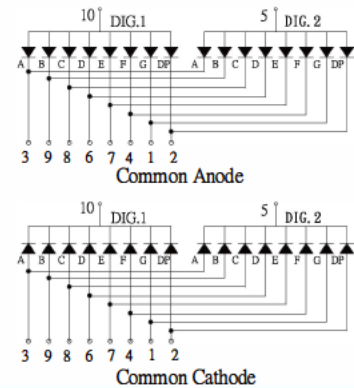 10 DIG.1 5 DIG.2
A B C D E F G DP A B C D E F G DP
3 9 8 6 7 4 1 2
Common Anode
10 DIG.1 5 DIG.2
A B C D E F G DP A B C D E F G DP
3 9 8 6 7 4 1 2
Common Cathode